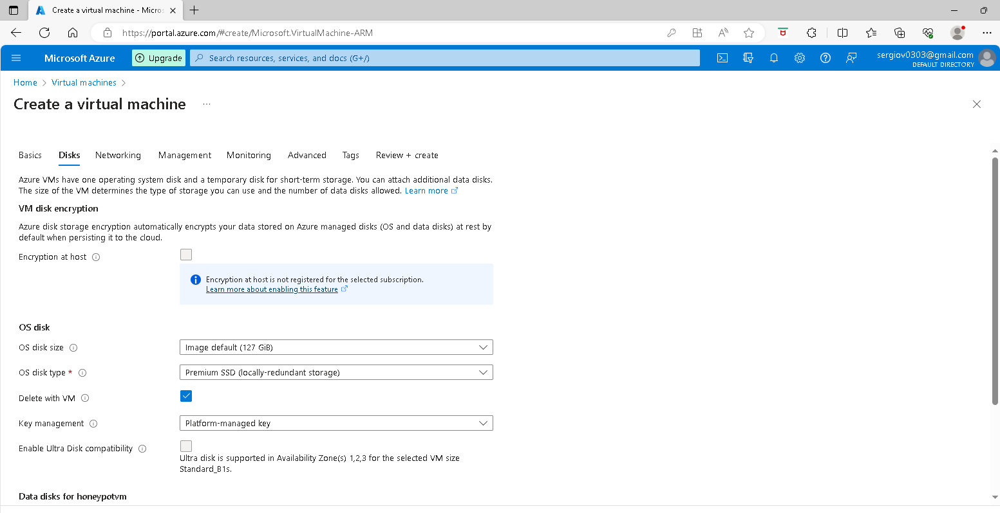 Create a virtual machine - Micros
https://portal.azure.com/#create/Microsoft.VirtualMachine-ARM
Microsoft Azure
Upgrade
Search resources, services, and docs (G+/)
sergiov0303@gmail.com
DEFAULT DIRECTORY
Home > Virtual machines >
Create a virtual machine ...
Basics Disks Networking Management Monitoring Advanced Tags Review + create
Azure VMs have one operating system disk and a temporary disk for short-term storage. You can attach additional data disks.
The size of the VM determines the type of storage you can use and the number of data disks allowed. Learn more
VM disk encryption
Azure disk storage encryption automatically encrypts your data stored on Azure managed disks (OS and data disks) at rest by
default when persisting it to the cloud.
Encryption at host
Encryption at host is not registered for the selected subscription.
Learn more about enabling this feature
OS disk
OS disk size
Image default (127 GiB)
OS disk type *
Premium SSD (locally-redundant storage)
Delete with VM
Key management
Platform-managed key
Enable Ultra Disk compatibility
Ultra disk is supported in Availability Zone(s) 1,2,3 for the selected VM size
Standard_B1s.
Data disks for honeypotvm